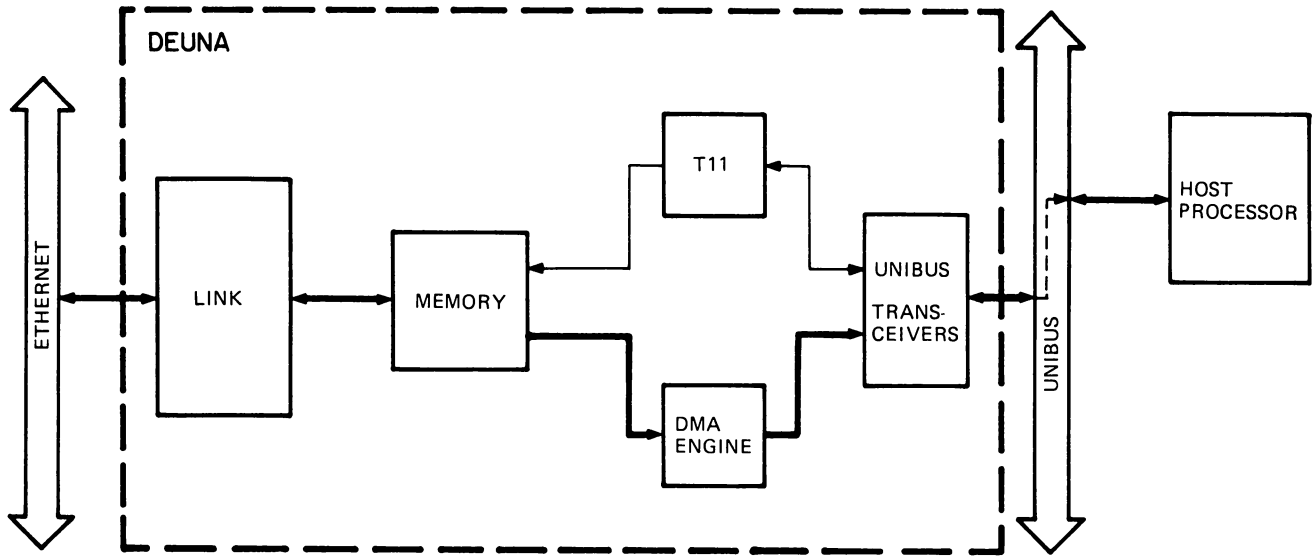 DEUNA
ETHERNET
LINK
MEMORY
T11
DMA
ENGINE
UNIBUS
TRANS-
CEIVERS
UNIBUS
HOST
PROCESSOR